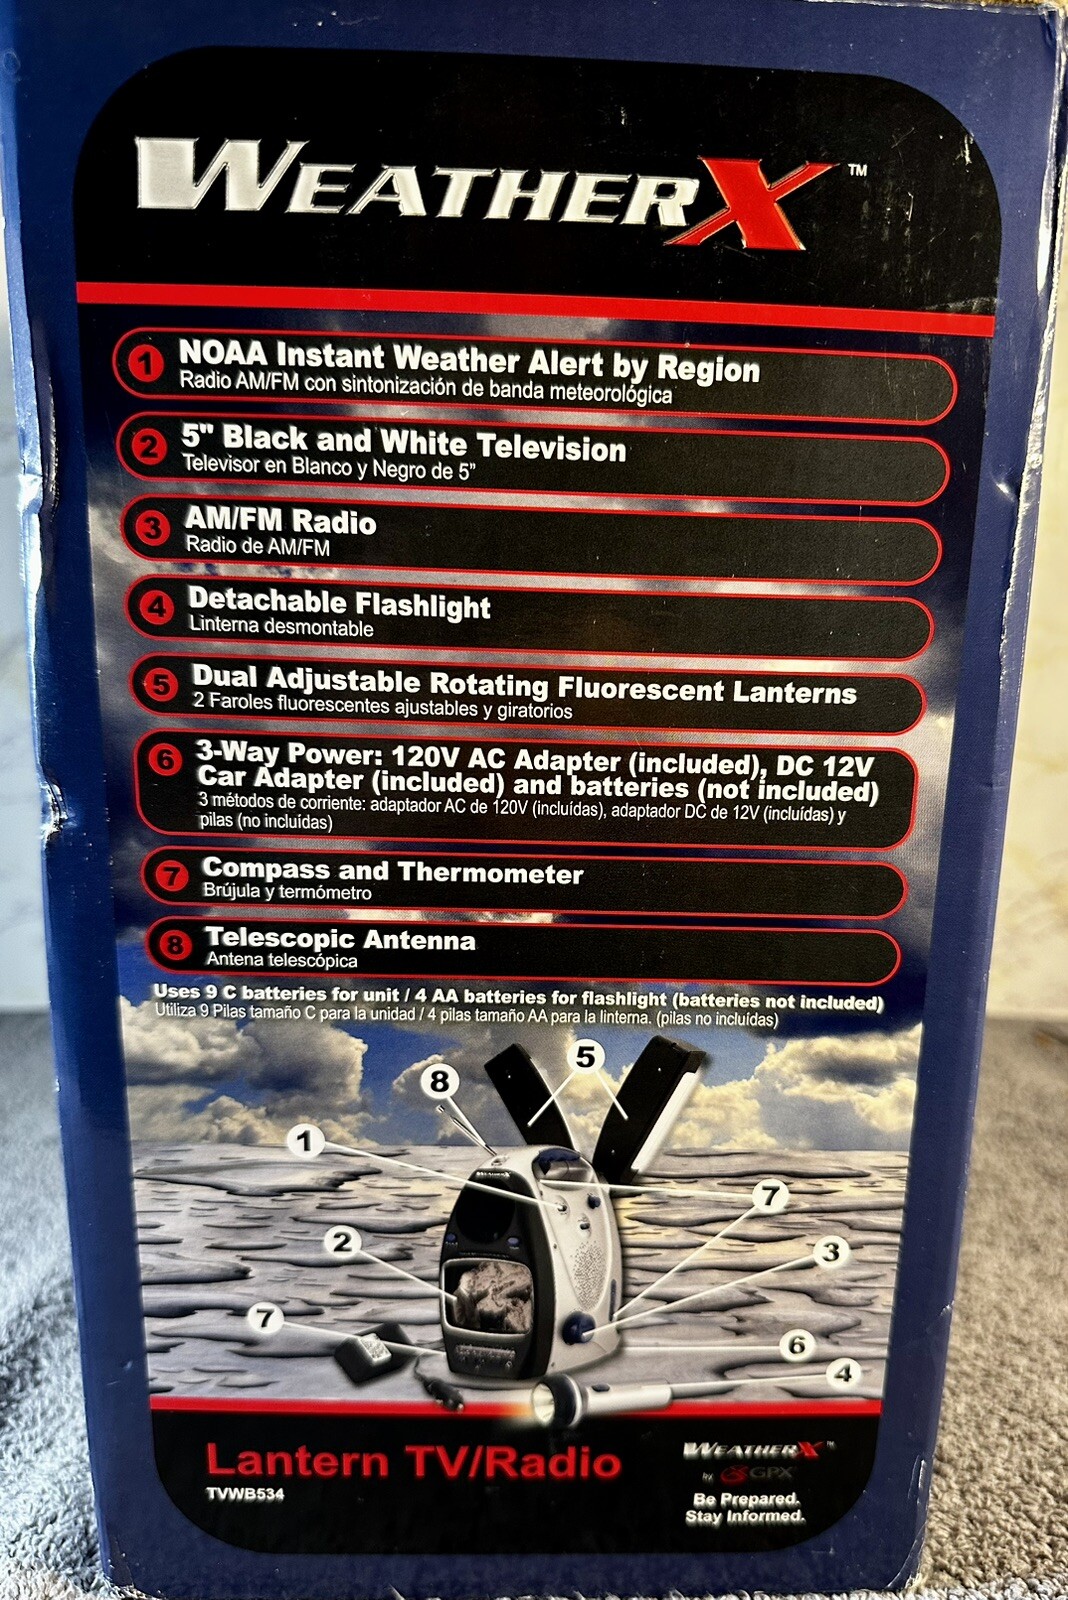 WEATHERX™
1 NOAA Instant Weather Alert by Region
Radio AM/FM con sintonización de banda meteorológica
2 5" Black and White Television
Televisor en Blanco y Negro de 5"
3 AM/FM Radio
Radio de AM/FM
4 Detachable Flashlight
Linterna desmontable
5 Dual Adjustable Rotating Fluorescent Lanterns
2 Faroles fluorescentes ajustables y giratorios
6 3-Way Power: 120V AC Adapter (included), DC 12V
Car Adapter (included) and batteries (not included)
3 métodos de corriente: adaptador AC de 120V (incluídas), adaptador DC de 12V (incluídas) y
pilas (no incluídas)
7 Compass and Thermometer
Brújula y termómetro
8 Telescopic Antenna
Antena telescópica
Uses 9 C batteries for unit / 4 AA batteries for flashlight (batteries not included)
Utiliza 9 Pilas tamaño C para la unidad / 4 pilas tamaño AA para la linterna. (pilas no incluídas)
5
8
1
7
2
3
7
6
4
WEATHERX
Lantern TV/Radio
TVWB534
WEATHERX™
BY GPX
Be Prepared.
Stay Informed.